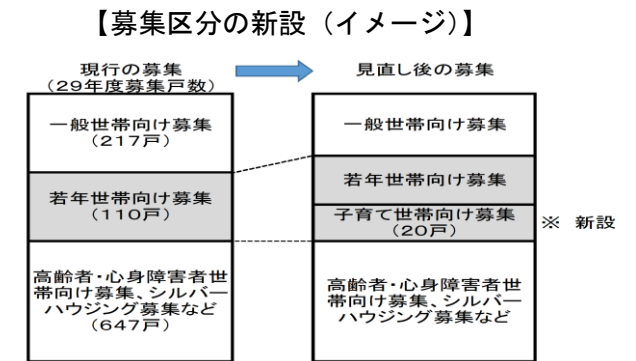 【募集区分の新設（イメージ）】
現行の募集
（29年度募集戸数）
見直し後の募集
一般世帯向け募集
（217戸）
若年世帯向け募集
（110戸）
高齢者・心身障害者世
帯向け募集、シルバー
ハウジング募集など
（647戸）
一般世帯向け募集
若年世帯向け募集
子育て世帯向け募集
（20戸）
※ 新設
高齢者・心身障害者世
帯向け募集、シルバー
ハウジング募集など